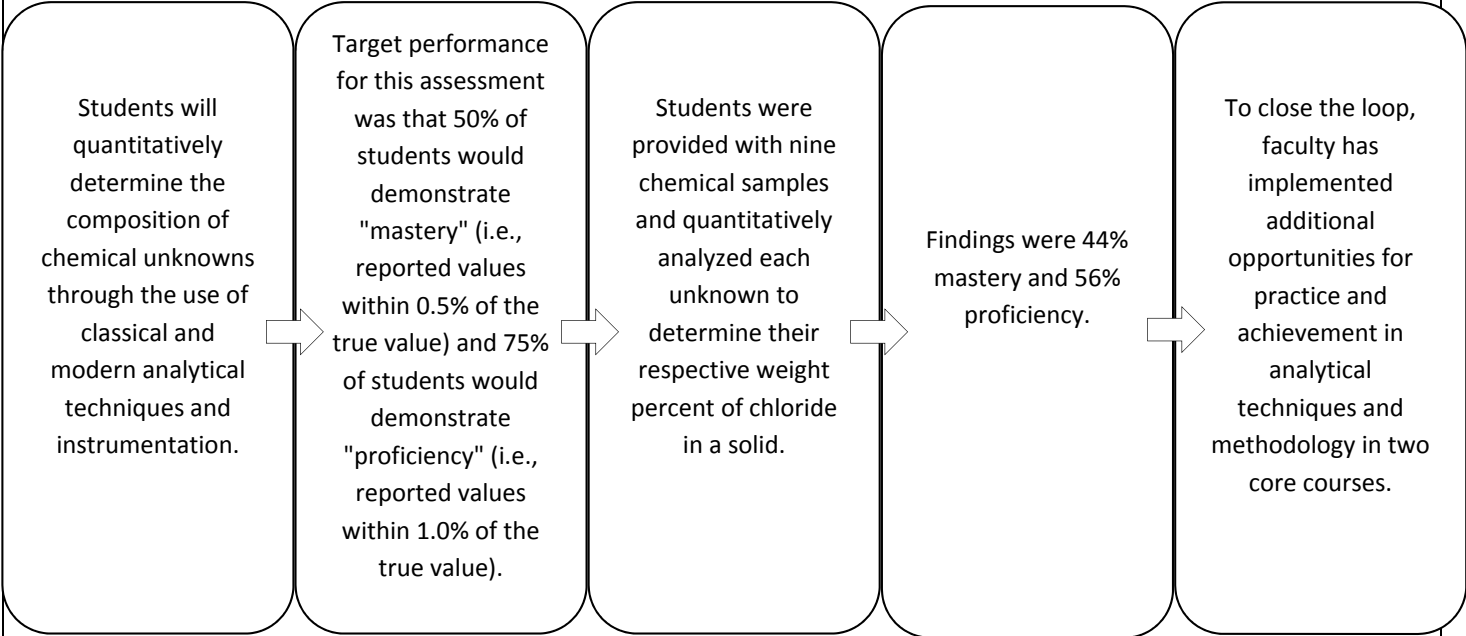 Students will
quantitatively
determine the
composition of
chemical unknowns
through the use of
classical and
modern analytical
techniques and
instrumentation.
Target performance
for this assessment
was that 50% of
students would
demonstrate
"mastery" (i.e.,
reported values
within 0.5% of the
true value) and 75%
of students would
demonstrate
"proficiency" (i.e.,
reported values
within 1.0% of the
true value).
Students were
provided with nine
chemical samples
and quantitatively
analyzed each
unknown to
determine their
respective weight
percent of chloride
in a solid.
Findings were 44%
mastery and 56%
proficiency.
To close the loop,
faculty has
implemented
additional
opportunities for
practice and
achievement in
analytical
techniques and
methodology in two
core courses.